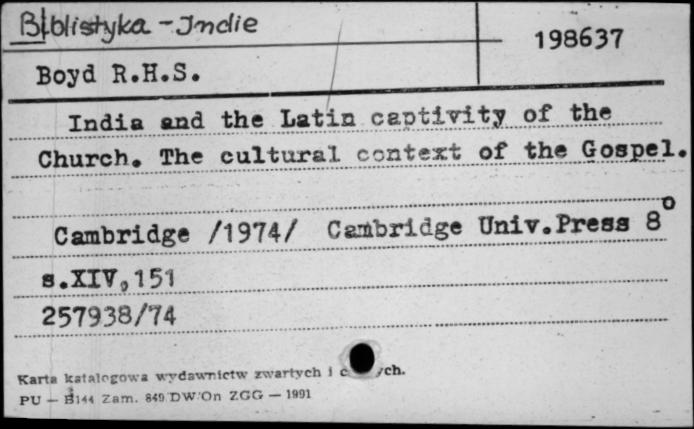 Biblistyka - Indie
198637
Boyd R.H.S.
India and the Latin captivity of the
Church. The cultural context of the Gospel.
Cambridge /1974/ Cambridge Univ.Press 8°
s.XIV,151
257938/74
Karta katalogowa wydawnictw zwartych i
PU — B144 Zam. 849 DW/On ZGG — 1991